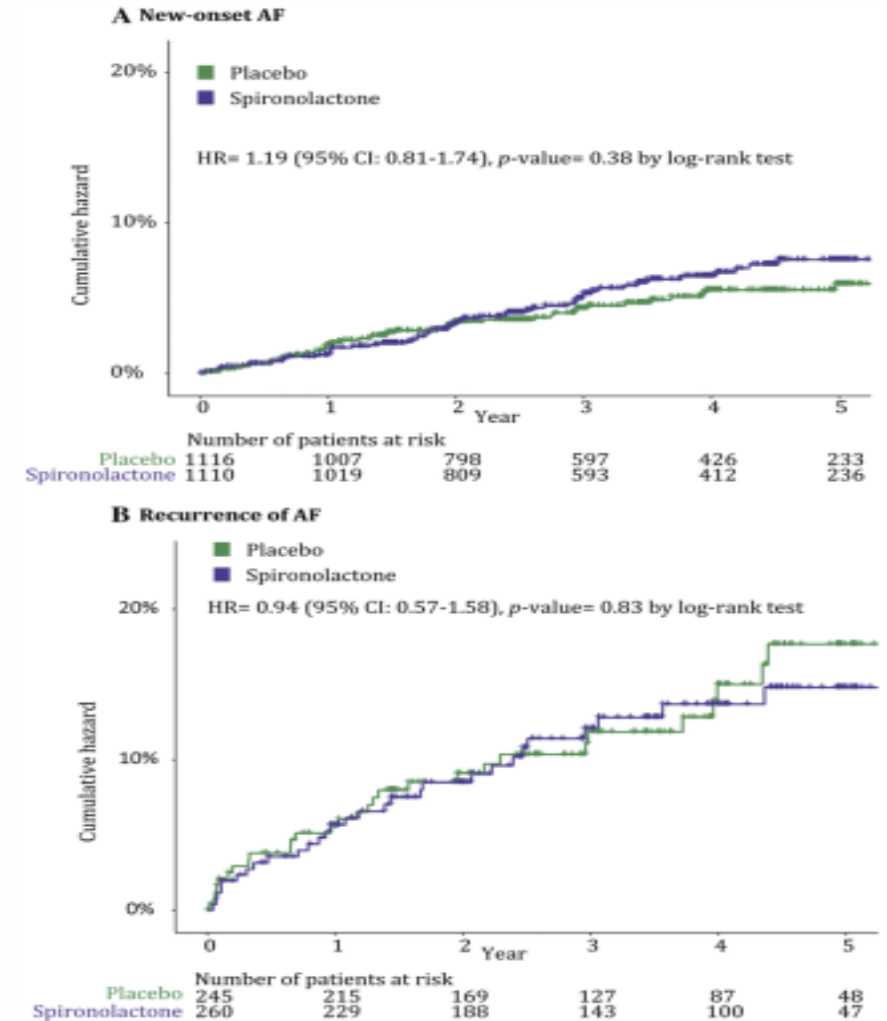 A New-onset AF
20%
Placebo
Spironolactone
HR= 1.19 (95% CI: 0.81-1.74), p-value= 0.38 by log-rank test
Cumulative hazard
10%
0%
0 1 2 3 4 5
Year
Number of patients at risk
Placebo 1116 1007 798 597 426 233
Spironolactone 1110 1019 809 593 412 236
B Recurrence of AF
Placebo
Spironolactone
20%
HR= 0.94 (95% CI: 0.57-1.58), p-value= 0.83 by log-rank test
Cumulative hazard
10%
0%
0 1 2 3 4 5
Year
Number of patients at risk
Placebo 245 215 169 127 87 48
Spironolactone 260 229 188 143 100 47